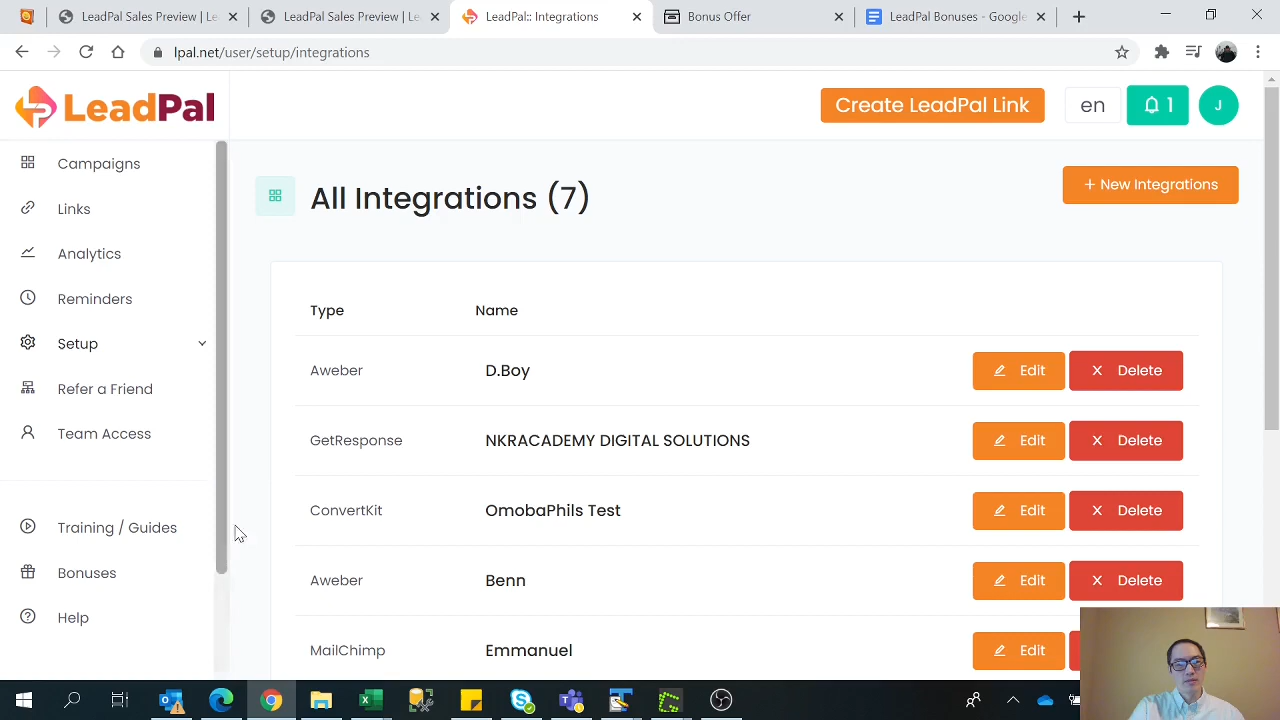 LeadPal Sales Preview | Le
LeadPal Sales Preview | Le
LeadPal:: Integrations
Bonus Offer
LeadPal Bonuses - Google
lpal.net/user/setup/integrations
LeadPal
Create LeadPal Link
en
1
J
Campaigns
Links
Analytics
Reminders
Setup
Refer a Friend
Team Access
Training / Guides
Bonuses
Help
All Integrations (7)
+ New Integrations
Type Name
Aweber D.Boy Edit X Delete
GetResponse NKRACADEMY DIGITAL SOLUTIONS Edit X Delete
ConvertKit OmobaPhils Test Edit X Delete
Aweber Benn Edit X Delete
MailChimp Emmanuel Edit